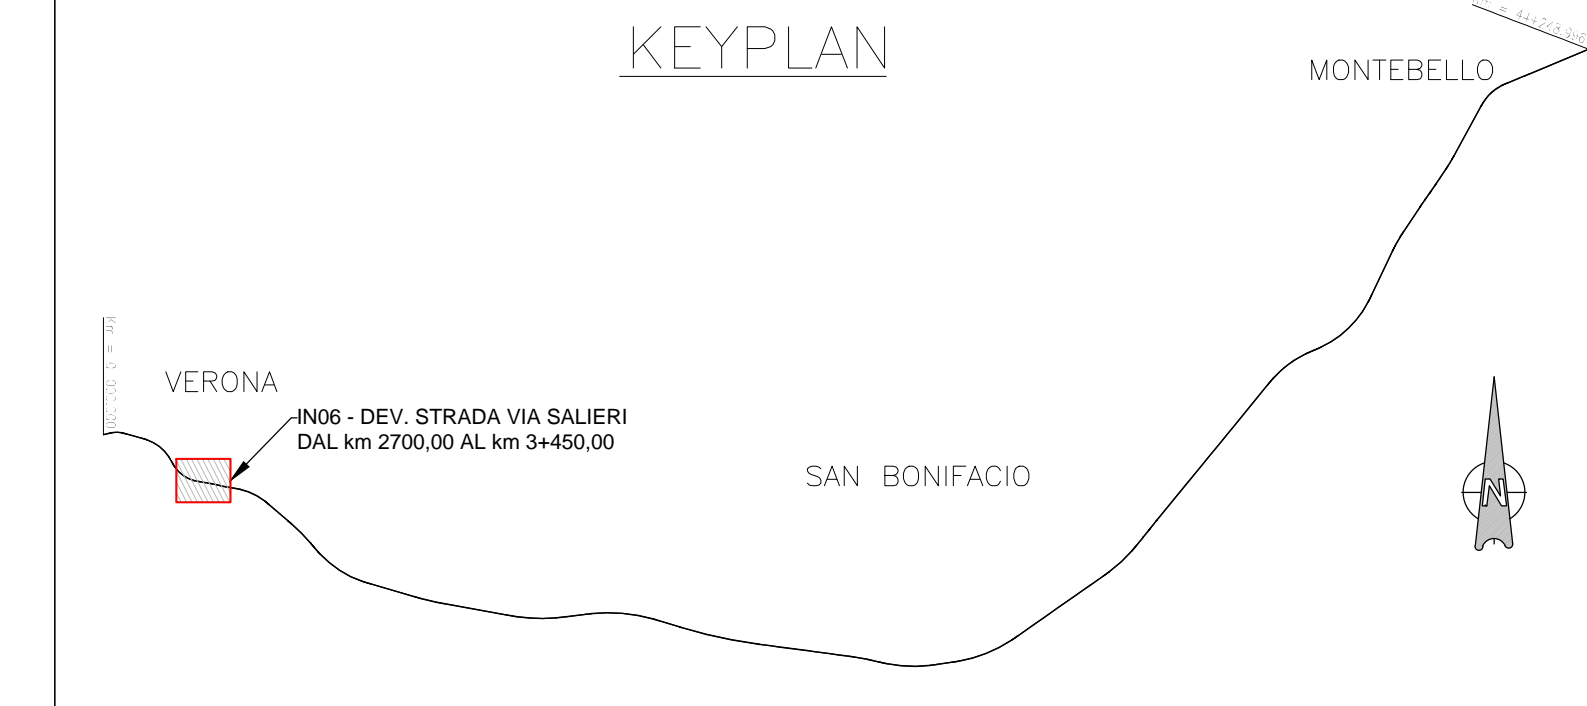 KEYPLAN
MONTEBELLO
VERONA
IN06 - DEV. STRADA VIA SALIERI
DAL km 2700,00 AL km 3+450,00
SAN BONIFACIO
N